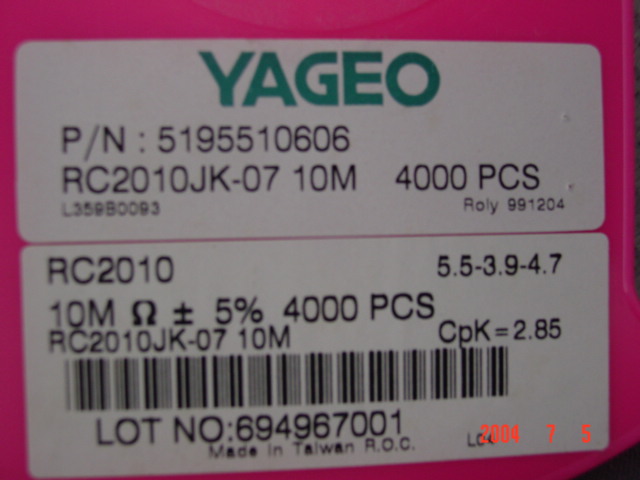 YAGEO
P/N : 5195510606
RC2010JK-07 10M 4000 PCS
L359B0093 Roly 991204
RC2010 5.5-3.9-4.7
10M Ω ± 5% 4000 PCS
RC2010JK-07 10M CpK=2.85
LOT NO:694967001
Made in Taiwan R.O.C.
2004 7 5